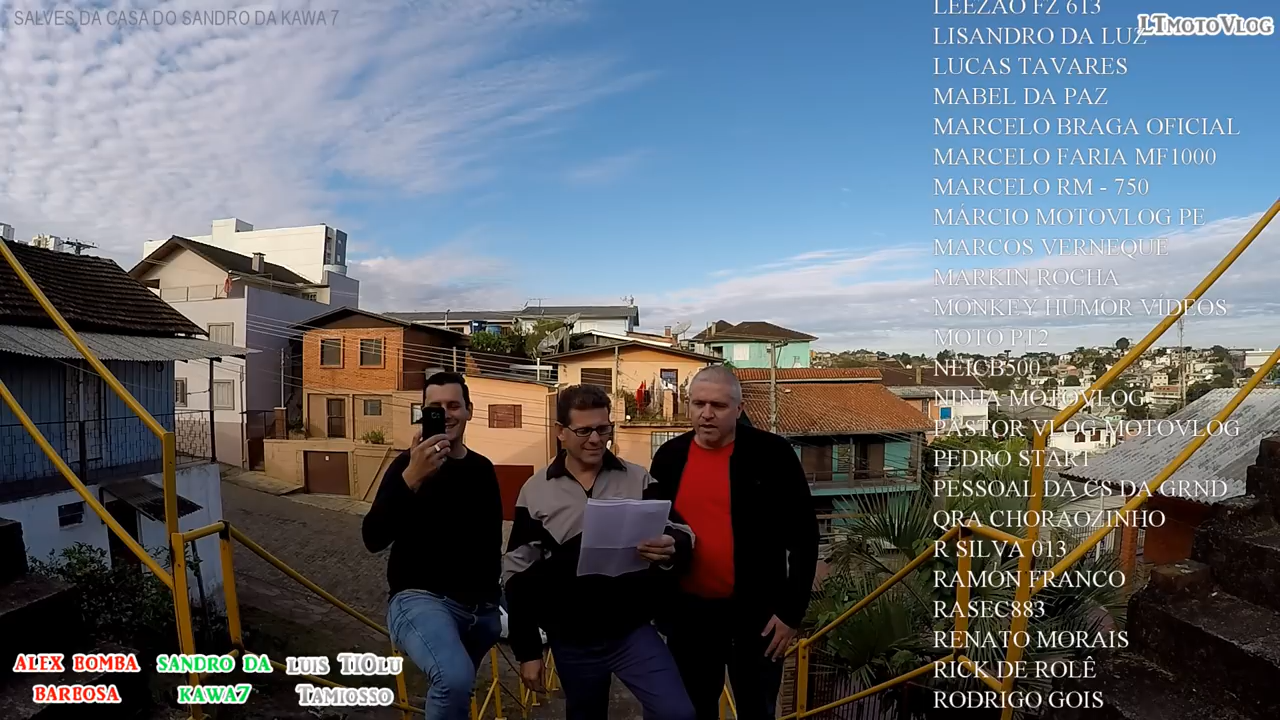 SALVES DA CASA DO SANDRO DA KAWA 7
LTMOTOVLOG
LEEZÃO FZ 613
LISANDRO DA LUZ
LUCAS TAVARES
MABEL DA PAZ
MARCELO BRAGA OFICIAL
MARCELO FARIA MF1000
MARCELO RM - 750
MÁRCIO MOTOVLOG PE
MARCOS VERNEQUE
MARKIN ROCHA
MONKEY HUMOR VÍDEOS
MOTO PT2
NEICB500
NINJA MOTOVLOG
PASTOR VLOG MOTOVLOG
PEDRO START
PESSOAL DA CS DA GRND
QRA CHORAOZINHO
R SILVA 013
RAMÓN FRANCO
RASEC883
RENATO MORAIS
RICK DE ROLÊ
RODRIGO GOIS
ALEX BOMBA
BARBOSA
SANDRO DA
KAWA7
LUIS TIOLU
TAMIOSSO